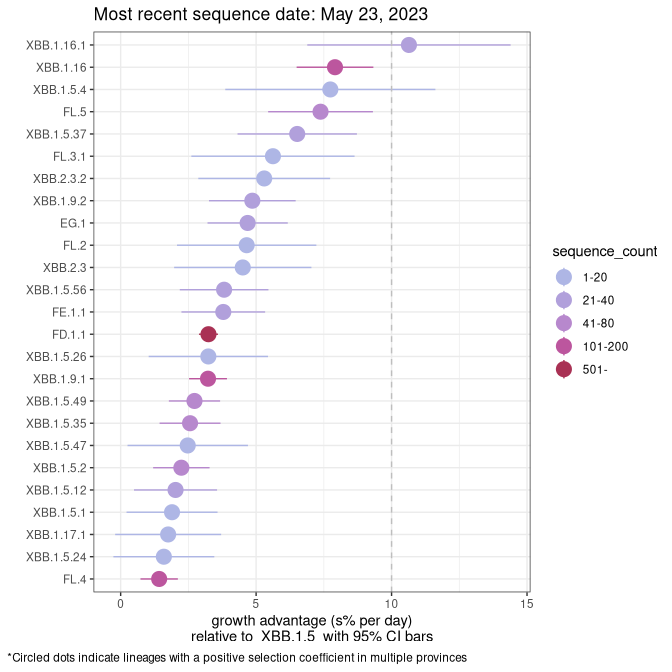 Most recent sequence date: May 23, 2023
XBB.1.16.1
XBB.1.16
XBB.1.5.4
FL.5
XBB.1.5.37
FL.3.1
XBB.2.3.2
XBB.1.9.2
EG.1
FL.2
XBB.2.3
XBB.1.5.56
FE.1.1
FD.1.1
XBB.1.5.26
XBB.1.9.1
XBB.1.5.49
XBB.1.5.35
XBB.1.5.47
XBB.1.5.2
XBB.1.5.12
XBB.1.5.1
XBB.1.17.1
XBB.1.5.24
FL.4
0 5 10 15
growth advantage (s% per day)
relative to XBB.1.5 with 95% CI bars
sequence_count
1-20
21-40
41-80
101-200
501-
*Circled dots indicate lineages with a positive selection coefficient in multiple provinces